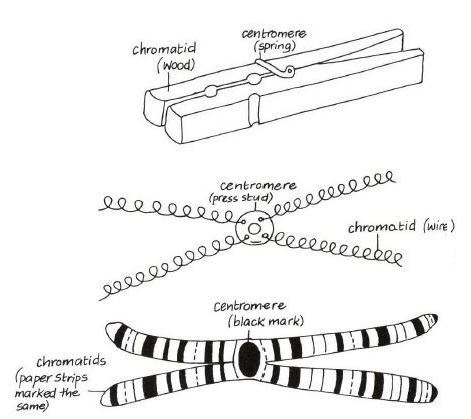 chromatid
(wood)
centromere
(spring)
centromere
(press stud)
chromatid (wire)
centromere
(black mark)
chromatids
(paper strips
marked the
same)